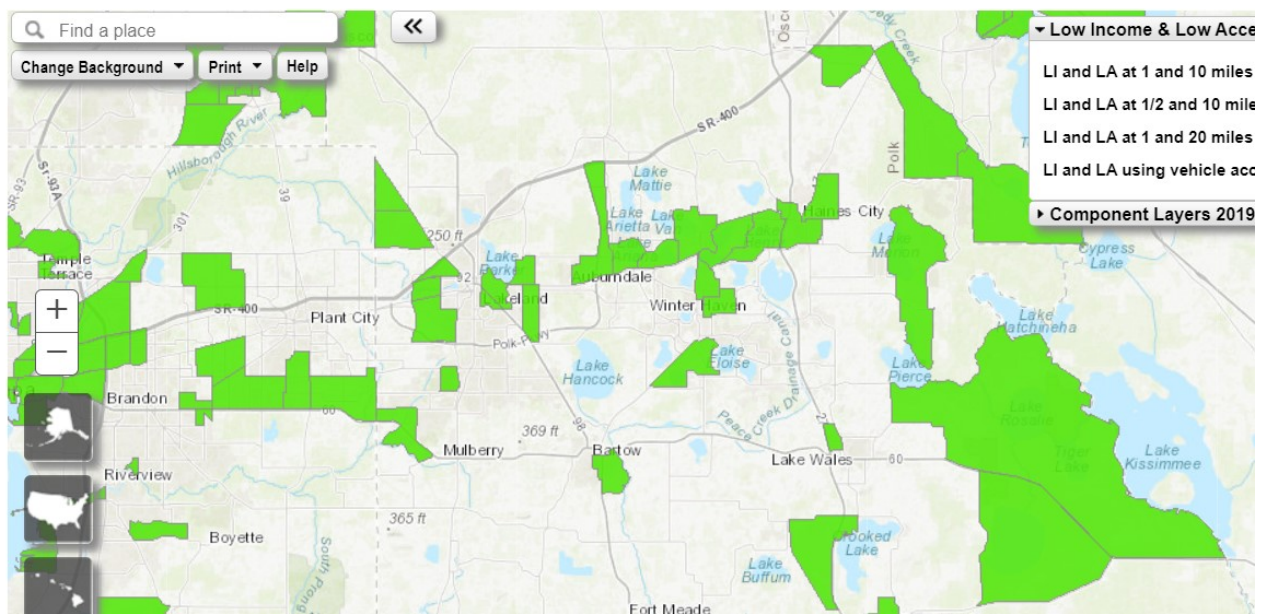 Find a place
Change Background
Print
Help
Low Income & Low Acce
LI and LA at 1 and 10 miles
LI and LA at 1/2 and 10 mile
LI and LA at 1 and 20 miles
LI and LA using vehicle acc
Component Layers 2019
Osce
Polk
SR-400
Hillsborough River
Sr-93A
SR-93
301
39
Lake
Mattie
Lake
Arietta
17
Haines City
250 ft
Lake
Parker
92
Lake
Marion
Cypress
Lake
Temple
Terrace
Auburndale
SR-400
Plant City
Lakeland
Winter Haven
Lake
Hatchineha
Polk-Pkwy
Lake
Hancock
Lake
Eloise
Lake
Pierce
Peace Creek Drainage Canal
Brandon
60
98
27
Lake
Rosalie
369 ft
Mulberry
Bartow
Lake Wales
60
Tiger
Lake
Lake
Kissimmee
Riverview
365 ft
Boyette
South Prong
Crooked
Lake
Lake
Buffum
Fort Meade